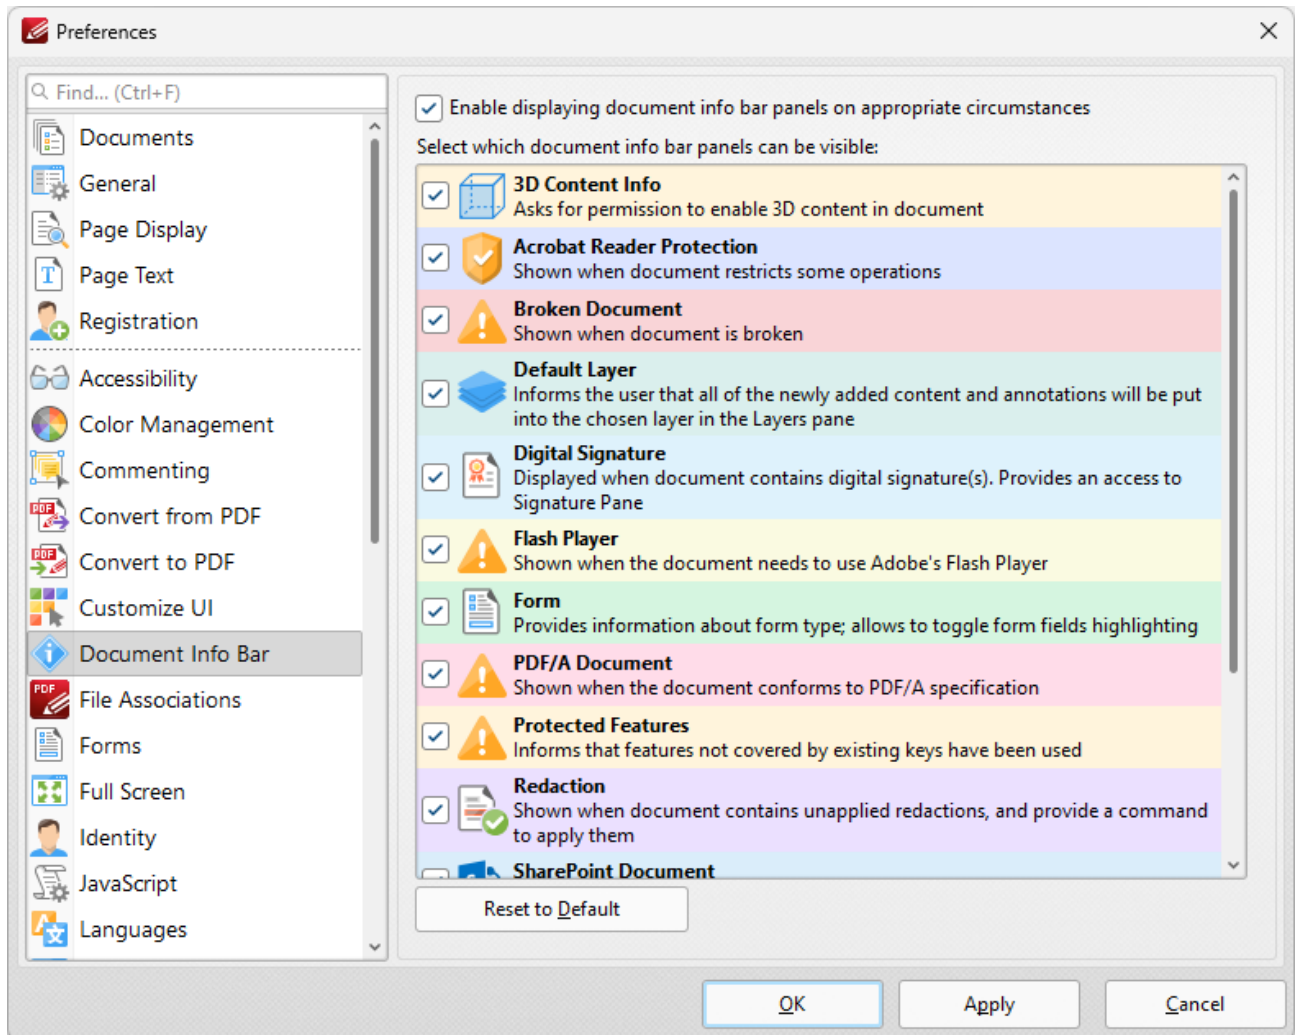 Preferences
Find... (Ctrl+F)
Documents
General
Page Display
Page Text
Registration
Accessibility
Color Management
Commenting
Convert from PDF
Convert to PDF
Customize UI
Document Info Bar
File Associations
Forms
Full Screen
Identity
JavaScript
Languages
Enable displaying document info bar panels on appropriate circumstances
Select which document info bar panels can be visible:
3D Content Info
Asks for permission to enable 3D content in document
Acrobat Reader Protection
Shown when document restricts some operations
Broken Document
Shown when document is broken
Default Layer
Informs the user that all of the newly added content and annotations will be put
into the chosen layer in the Layers pane
Digital Signature
Displayed when document contains digital signature(s). Provides an access to
Signature Pane
Flash Player
Shown when the document needs to use Adobe's Flash Player
Form
Provides information about form type; allows to toggle form fields highlighting
PDF/A Document
Shown when the document conforms to PDF/A specification
Protected Features
Informs that features not covered by existing keys have been used
Redaction
Shown when document contains unapplied redactions, and provide a command
to apply them
SharePoint Document
Reset to Default
OK
Apply
Cancel